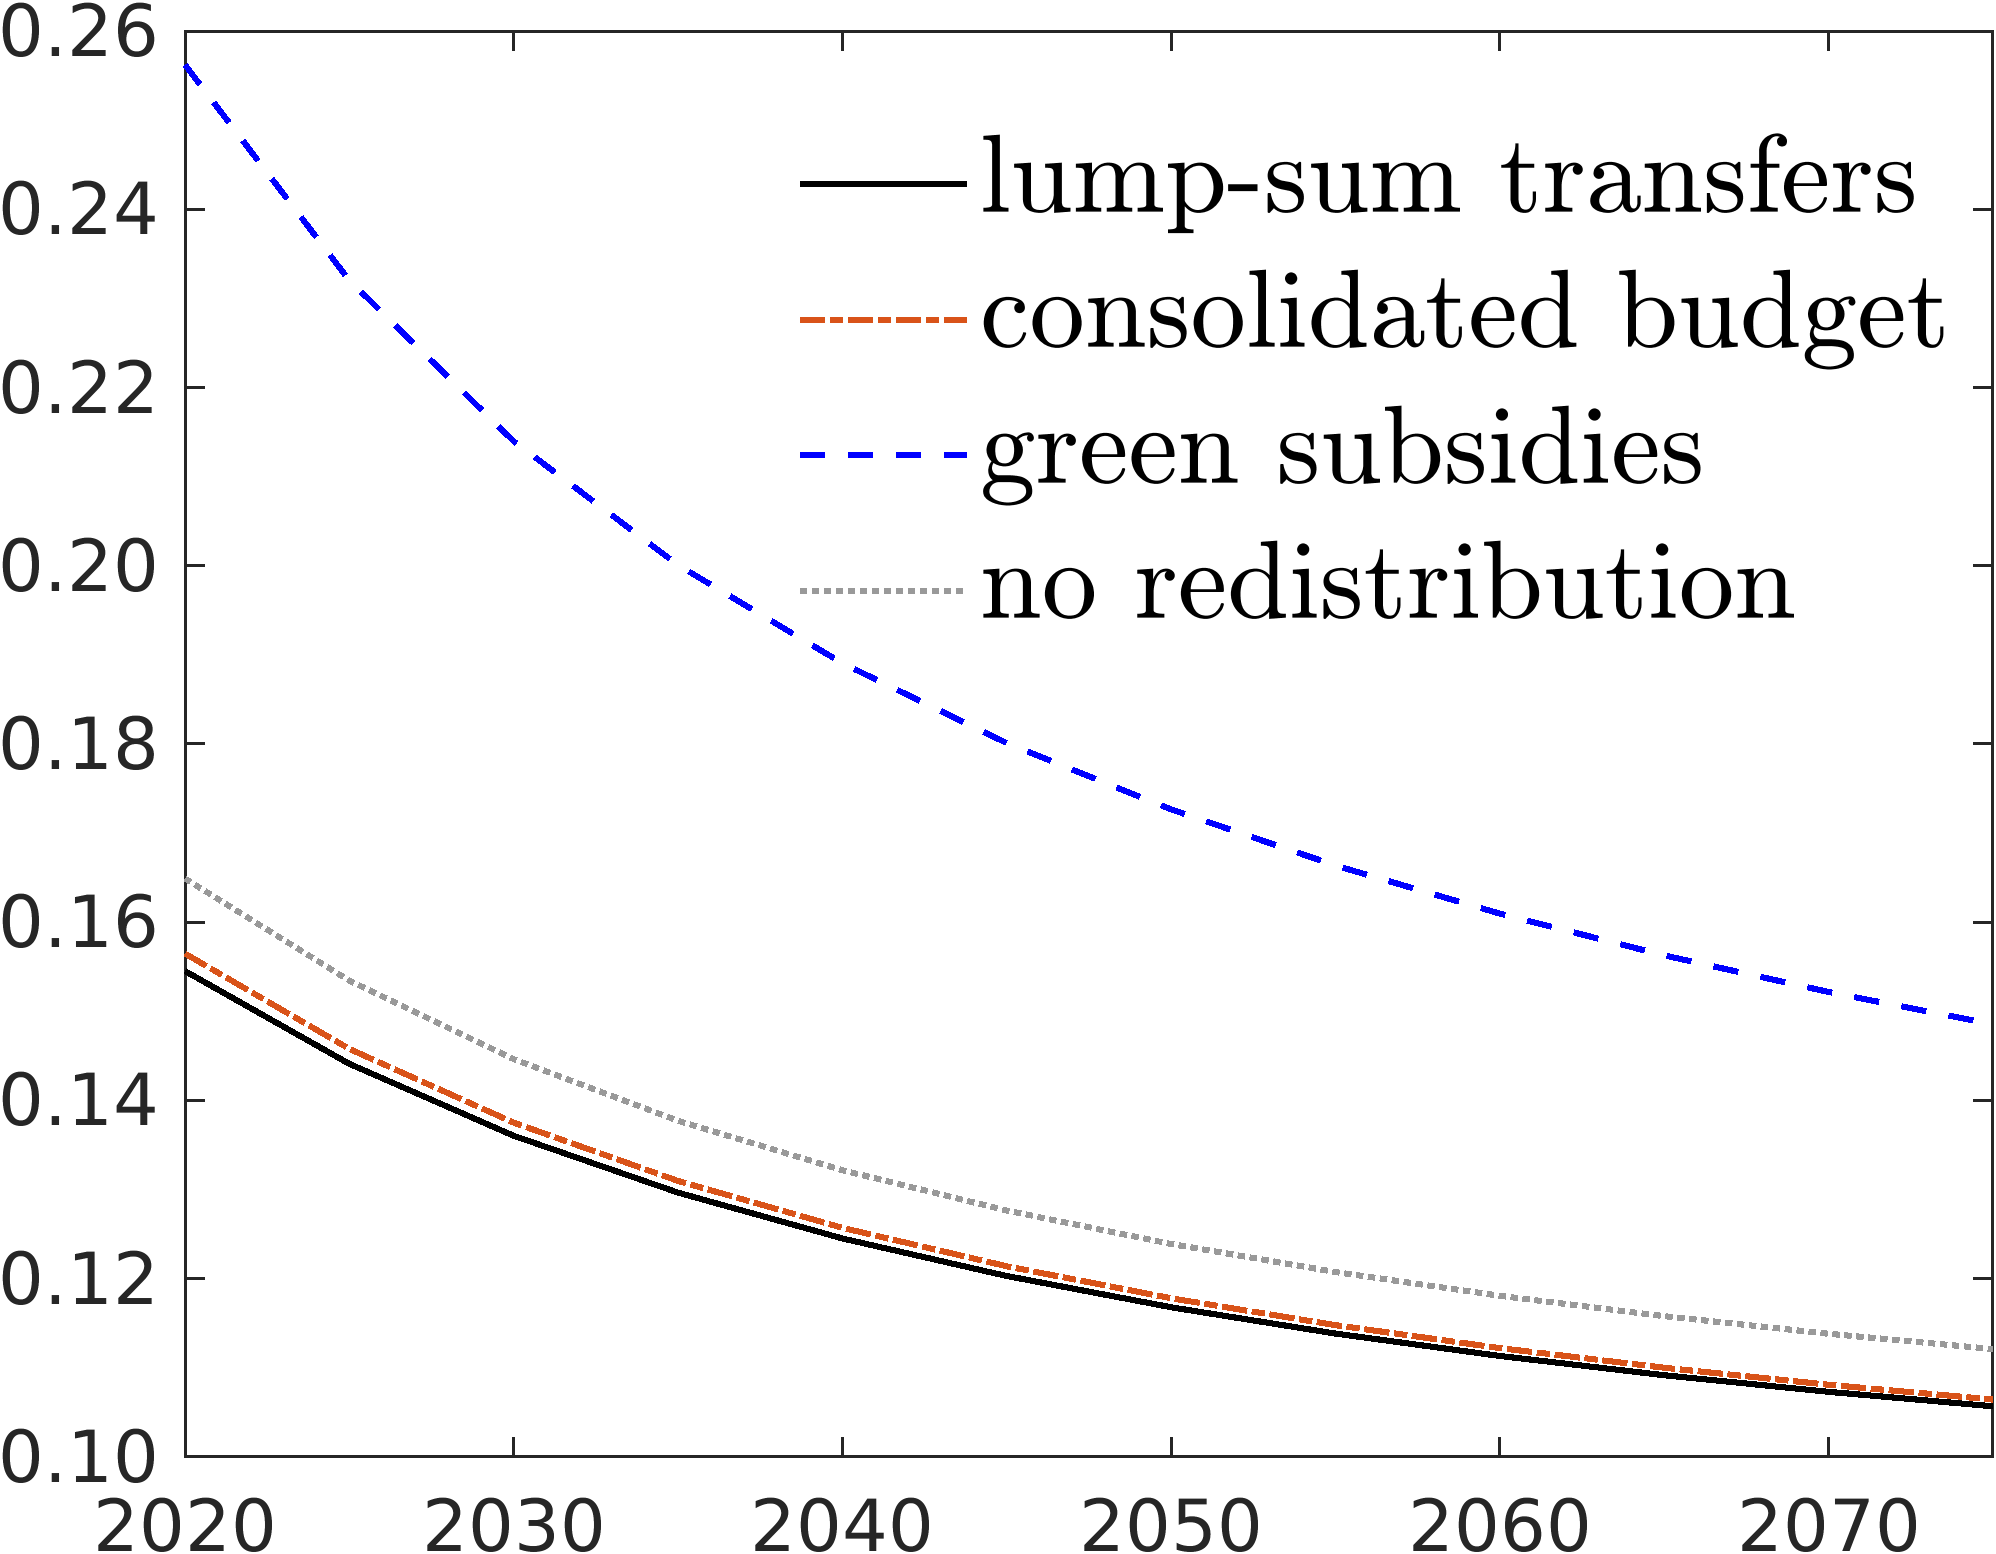 0.26
0.24
0.22
0.20
0.18
0.16
0.14
0.12
0.10
2020 2030 2040 2050 2060 2070
lump-sum transfers
consolidated budget
green subsidies
no redistribution